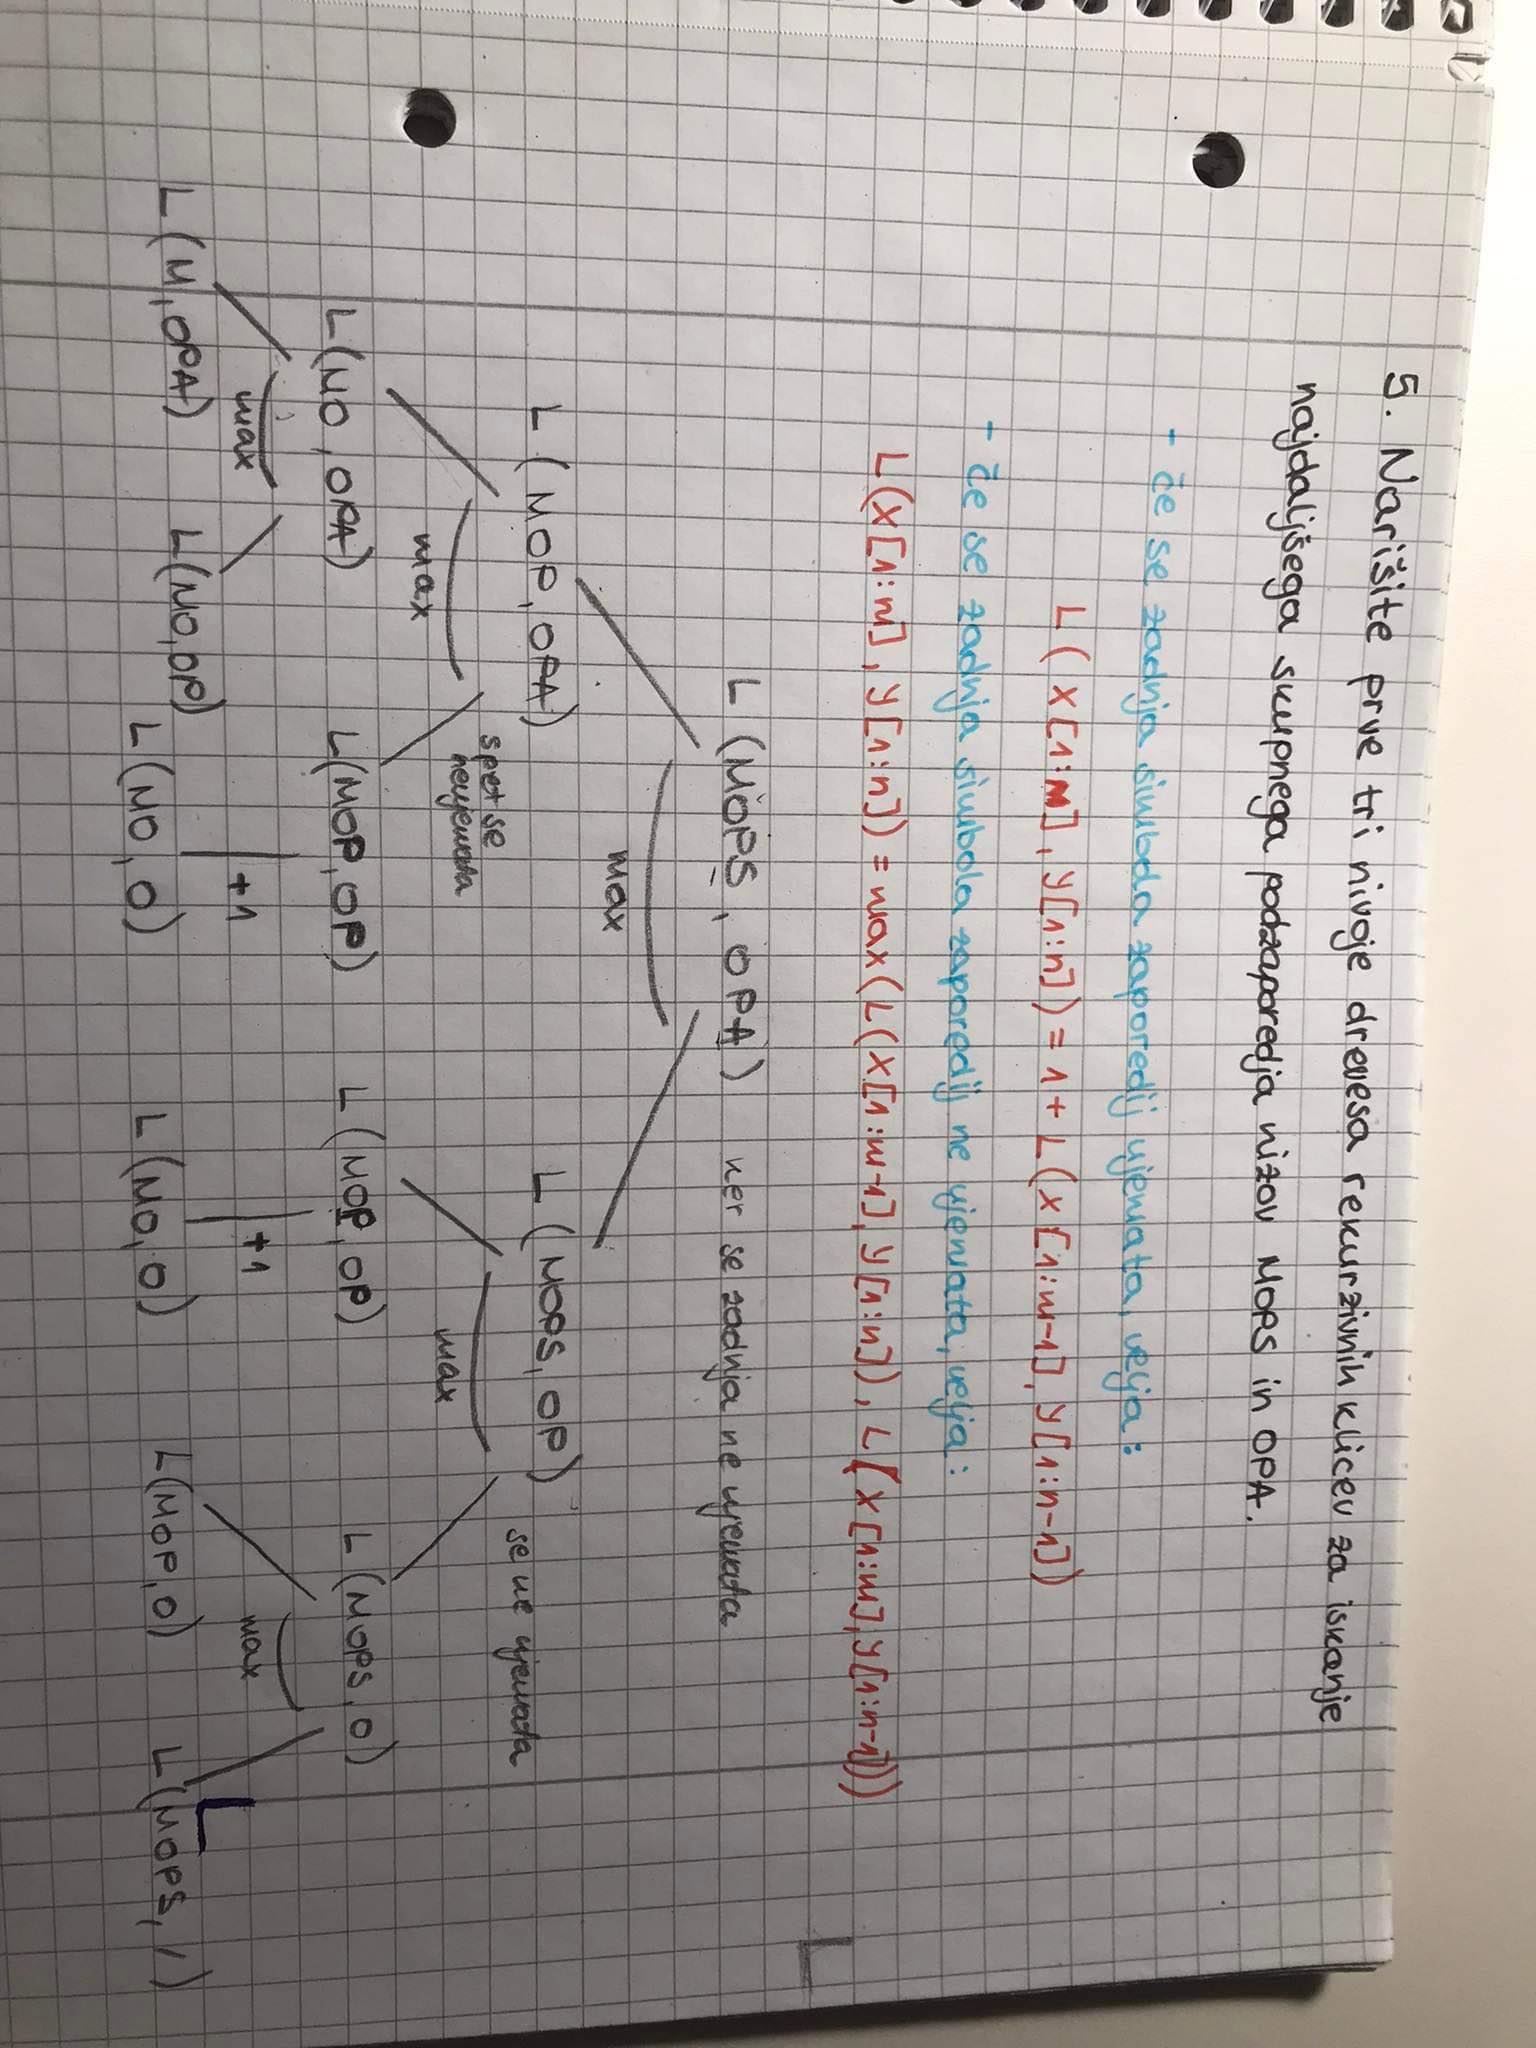 5. Narišite prve tri nivoje drevesa rekurzivnih klicev za iskanje
najdaljšega skupnega podzaporedja nizov MOPS in OPA.
- če se zadnja simbola zaporedij ujemata, velja:
L ( X [1:m] , Y[1:n]) = 1 + L (X [1:m-1], Y[1:n-1])
- če se zadnja simbola zaporedij ne ujemata, velja:
L(X [1:m] , Y [1:n]) = max (L (X [1:m-1], Y [1:n]) , L [ X [1:m], Y[1:n-1]))
L (MOPS , OPA) ker se zadnja ne ujemata
max
L ( MOP, OPA) L ( MOPS, OP) se ne ujemata
spet se
neujemata
max max
L(MO , OPA) L(MOP, OP) L (MOP, OP) L (MOPS, O)
max +1 +1 max
L
L (M, OPA) L(MO, OP) L (MO, O) L (MO, O) L(MOP, O) L (MOPS, /)